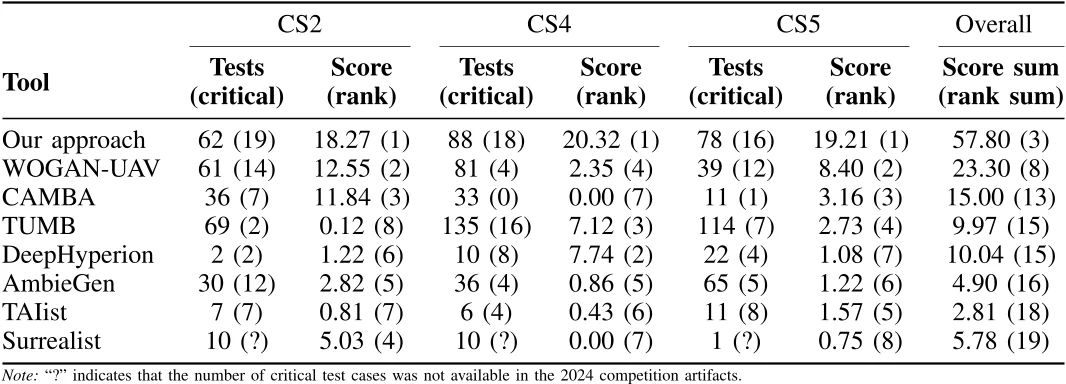 CS2 CS4 CS5 Overall
Tool Tests (critical) Score (rank) Tests (critical) Score (rank) Tests (critical) Score (rank) Score sum (rank sum)
Our approach 62 (19) 18.27 (1) 88 (18) 20.32 (1) 78 (16) 19.21 (1) 57.80 (3)
WOGAN-UAV 61 (14) 12.55 (2) 81 (4) 2.35 (4) 39 (12) 8.40 (2) 23.30 (8)
CAMBA 36 (7) 11.84 (3) 33 (0) 0.00 (7) 11 (1) 3.16 (3) 15.00 (13)
TUMB 69 (2) 0.12 (8) 135 (16) 7.12 (3) 114 (7) 2.73 (4) 9.97 (15)
DeepHyperion 2 (2) 1.22 (6) 10 (8) 7.74 (2) 22 (4) 1.08 (7) 10.04 (15)
AmbieGen 30 (12) 2.82 (5) 36 (4) 0.86 (5) 65 (5) 1.22 (6) 4.90 (16)
TAIist 7 (7) 0.81 (7) 6 (4) 0.43 (6) 11 (8) 1.57 (5) 2.81 (18)
Surrealist 10 (?) 5.03 (4) 10 (?) 0.00 (7) 1 (?) 0.75 (8) 5.78 (19)
Note: “?” indicates that the number of critical test cases was not available in the 2024 competition artifacts.